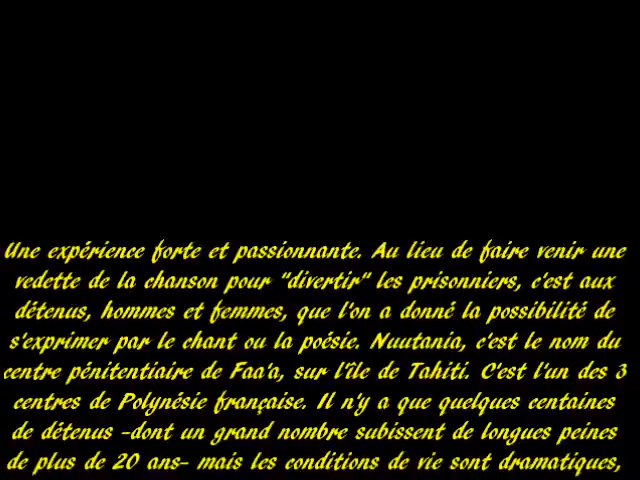 Une expérience forte et passionnante. Au lieu de faire venir une
vedette de la chanson pour "divertir" les prisonniers, c'est aux
détenus, hommes et femmes, que l'on a donné la possibilité de
s'exprimer par le chant ou la poésie. Nuutania, c'est le nom du
centre pénitentiaire de Faa'a, sur l'île de Tahiti. C'est l'un des 3
centres de Polynésie française. Il n'y a que quelques centaines
de détenus -dont un grand nombre subissent de longues peines
de plus de 20 ans- mais les conditions de vie sont dramatiques,